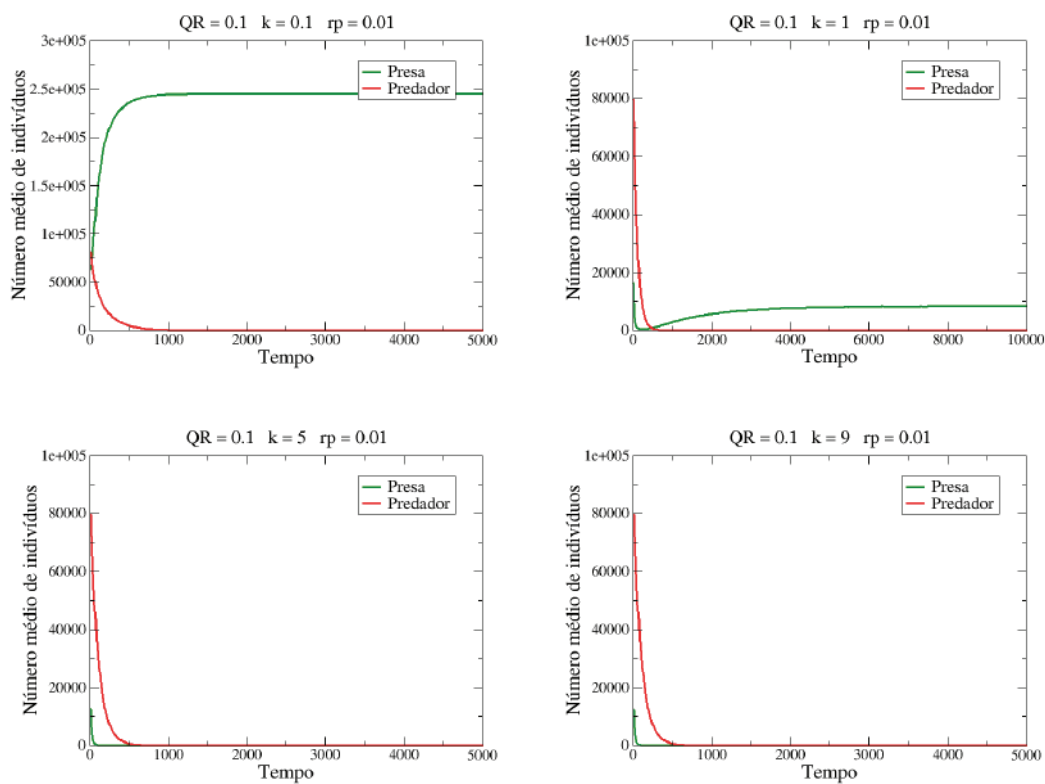 QR = 0.1 k = 0.1 rp = 0.01
3e+005
2.5e+005
2e+005
1.5e+005
1e+005
50000
0
Número médio de indivíduos
Presa
Predador
0 1000 2000 3000 4000 5000
Tempo
QR = 0.1 k = 1 rp = 0.01
1e+005
80000
60000
40000
20000
0
Número médio de indivíduos
Presa
Predador
0 2000 4000 6000 8000 10000
Tempo
QR = 0.1 k = 5 rp = 0.01
1e+005
80000
60000
40000
20000
0
Número médio de indivíduos
Presa
Predador
0 1000 2000 3000 4000 5000
Tempo
QR = 0.1 k = 9 rp = 0.01
1e+005
80000
60000
40000
20000
0
Número médio de indivíduos
Presa
Predador
0 1000 2000 3000 4000 5000
Tempo